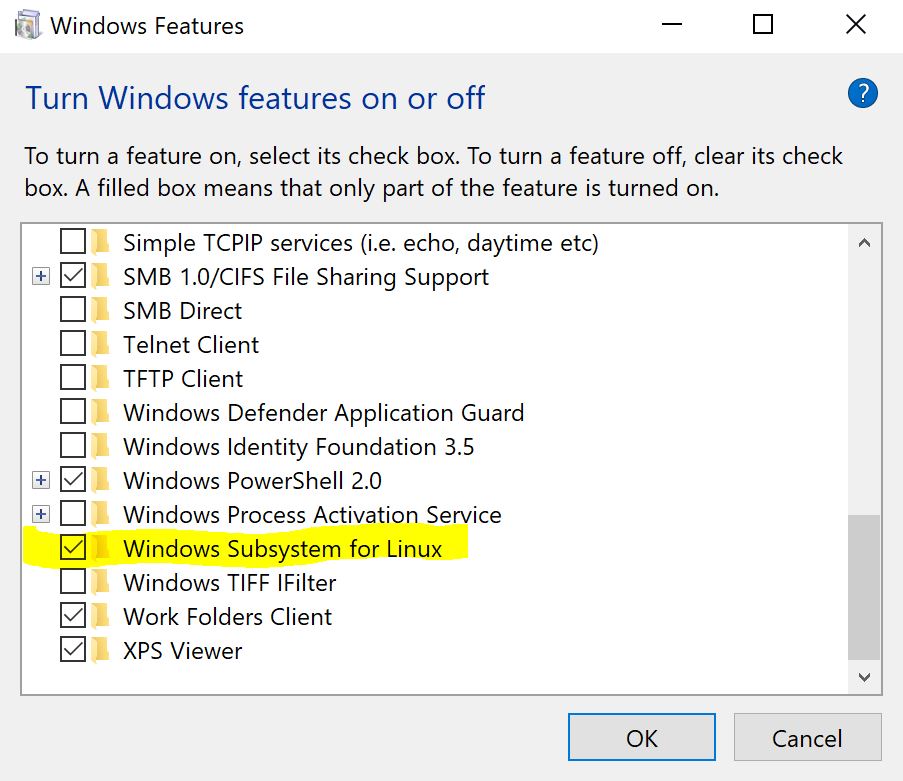 Windows Features
Turn Windows features on or off
?
To turn a feature on, select its check box. To turn a feature off, clear its check
box. A filled box means that only part of the feature is turned on.
Simple TCPIP services (i.e. echo, daytime etc)
SMB 1.0/CIFS File Sharing Support
SMB Direct
Telnet Client
TFTP Client
Windows Defender Application Guard
Windows Identity Foundation 3.5
Windows PowerShell 2.0
Windows Process Activation Service
Windows Subsystem for Linux
Windows TIFF IFilter
Work Folders Client
XPS Viewer
OK Cancel